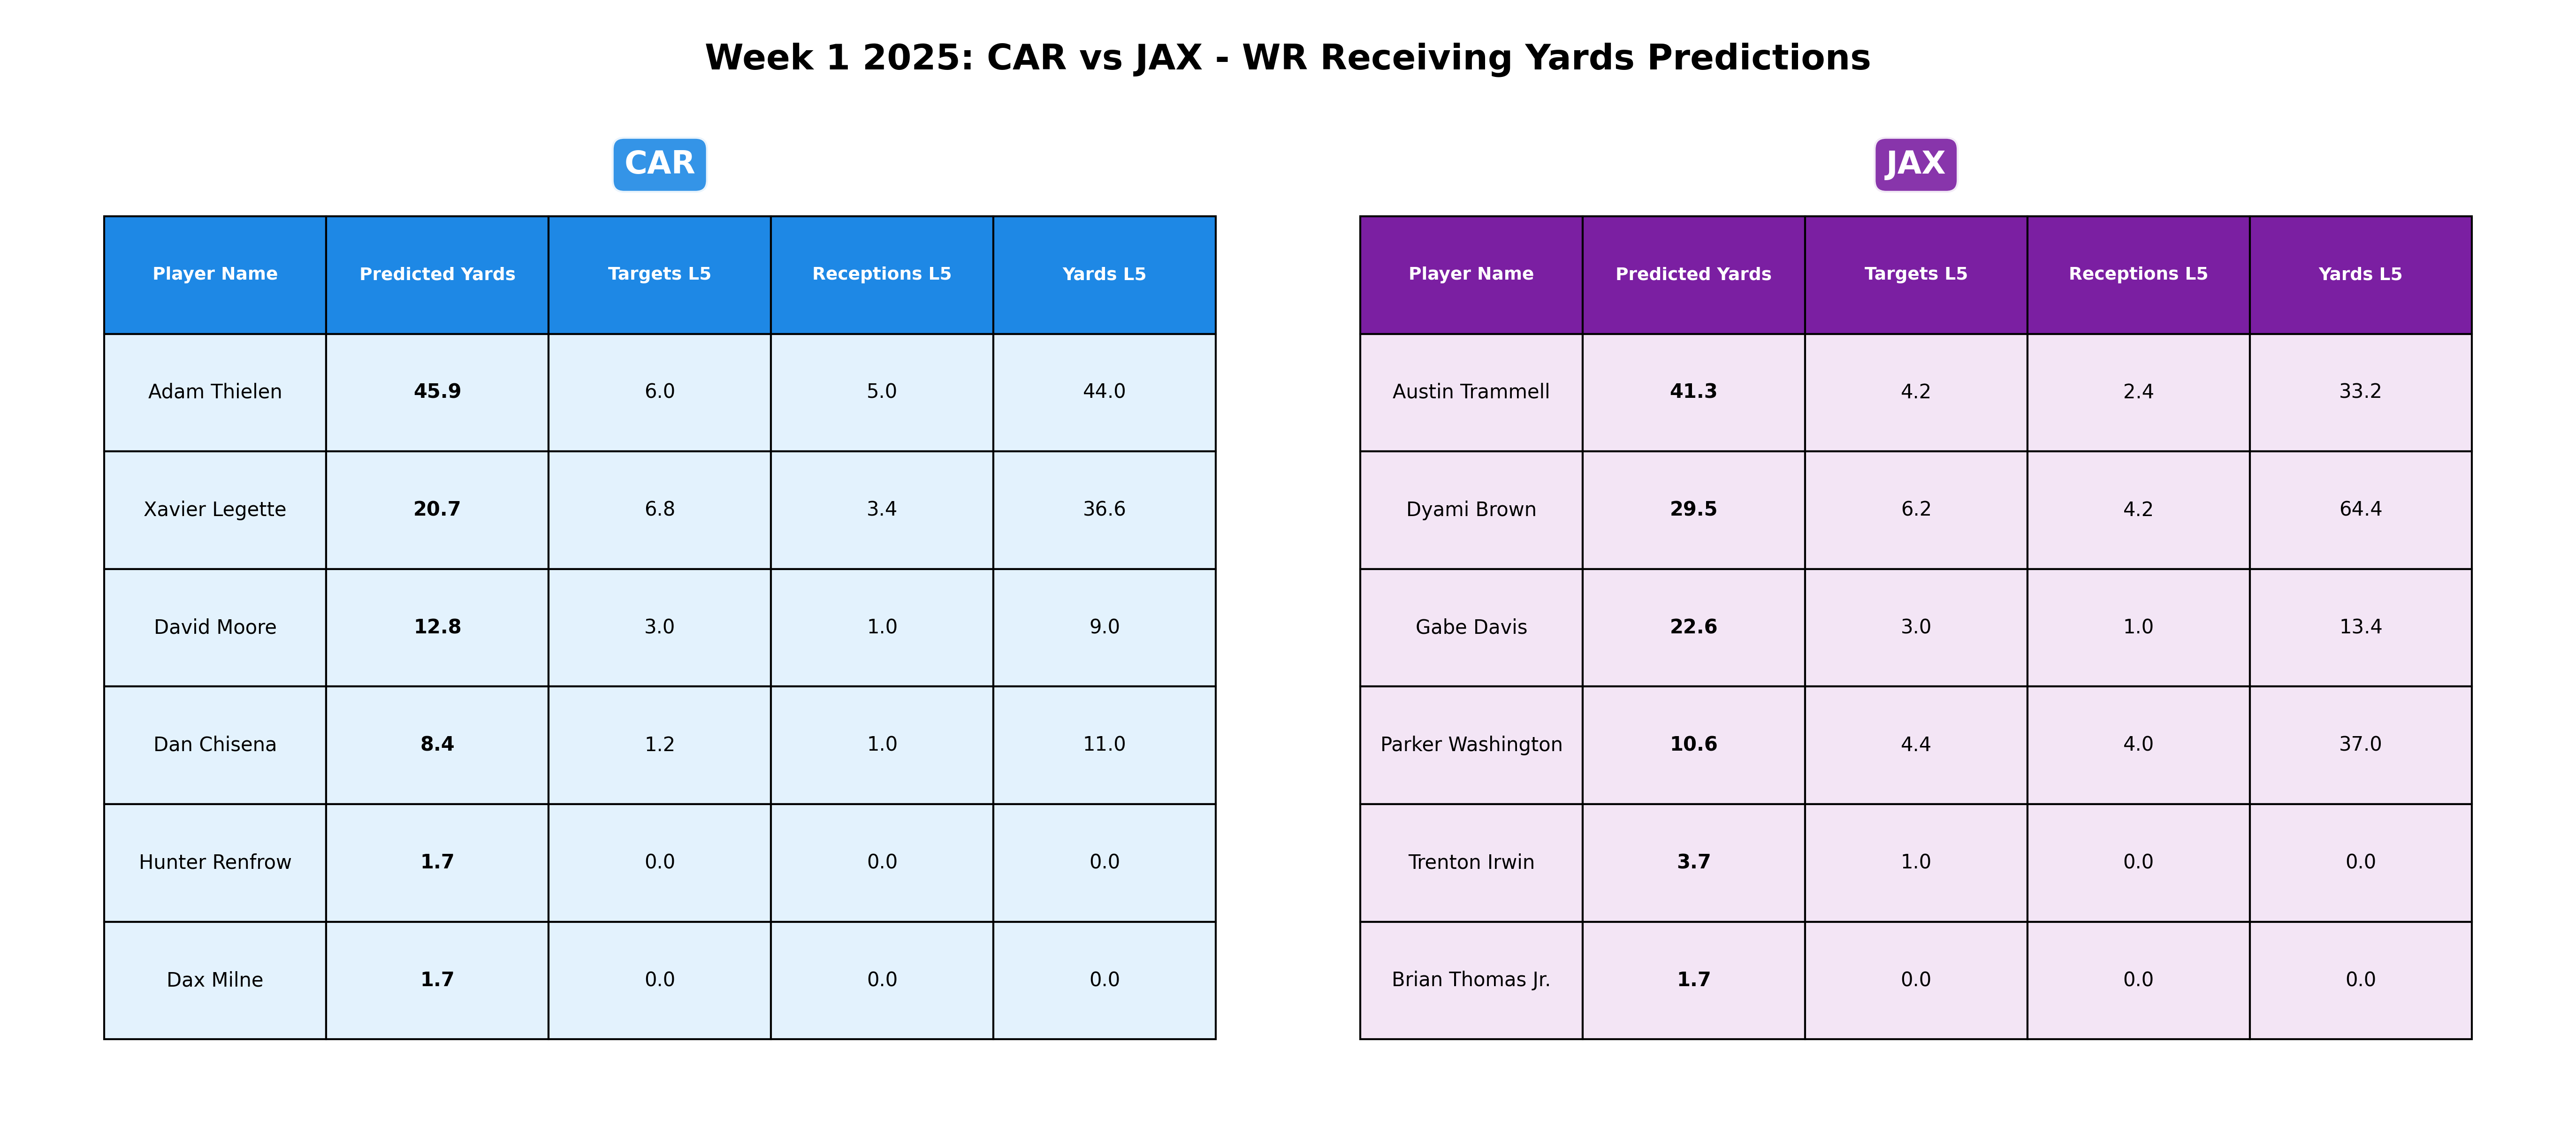 Week 1 2025: CAR vs JAX - WR Receiving Yards Predictions
CAR
Player Name Predicted Yards Targets L5 Receptions L5 Yards L5
Adam Thielen 45.9 6.0 5.0 44.0
Xavier Legette 20.7 6.8 3.4 36.6
David Moore 12.8 3.0 1.0 9.0
Dan Chisena 8.4 1.2 1.0 11.0
Hunter Renfrow 1.7 0.0 0.0 0.0
Dax Milne 1.7 0.0 0.0 0.0
JAX
Player Name Predicted Yards Targets L5 Receptions L5 Yards L5
Austin Trammell 41.3 4.2 2.4 33.2
Dyami Brown 29.5 6.2 4.2 64.4
Gabe Davis 22.6 3.0 1.0 13.4
Parker Washington 10.6 4.4 4.0 37.0
Trenton Irwin 3.7 1.0 0.0 0.0
Brian Thomas Jr. 1.7 0.0 0.0 0.0